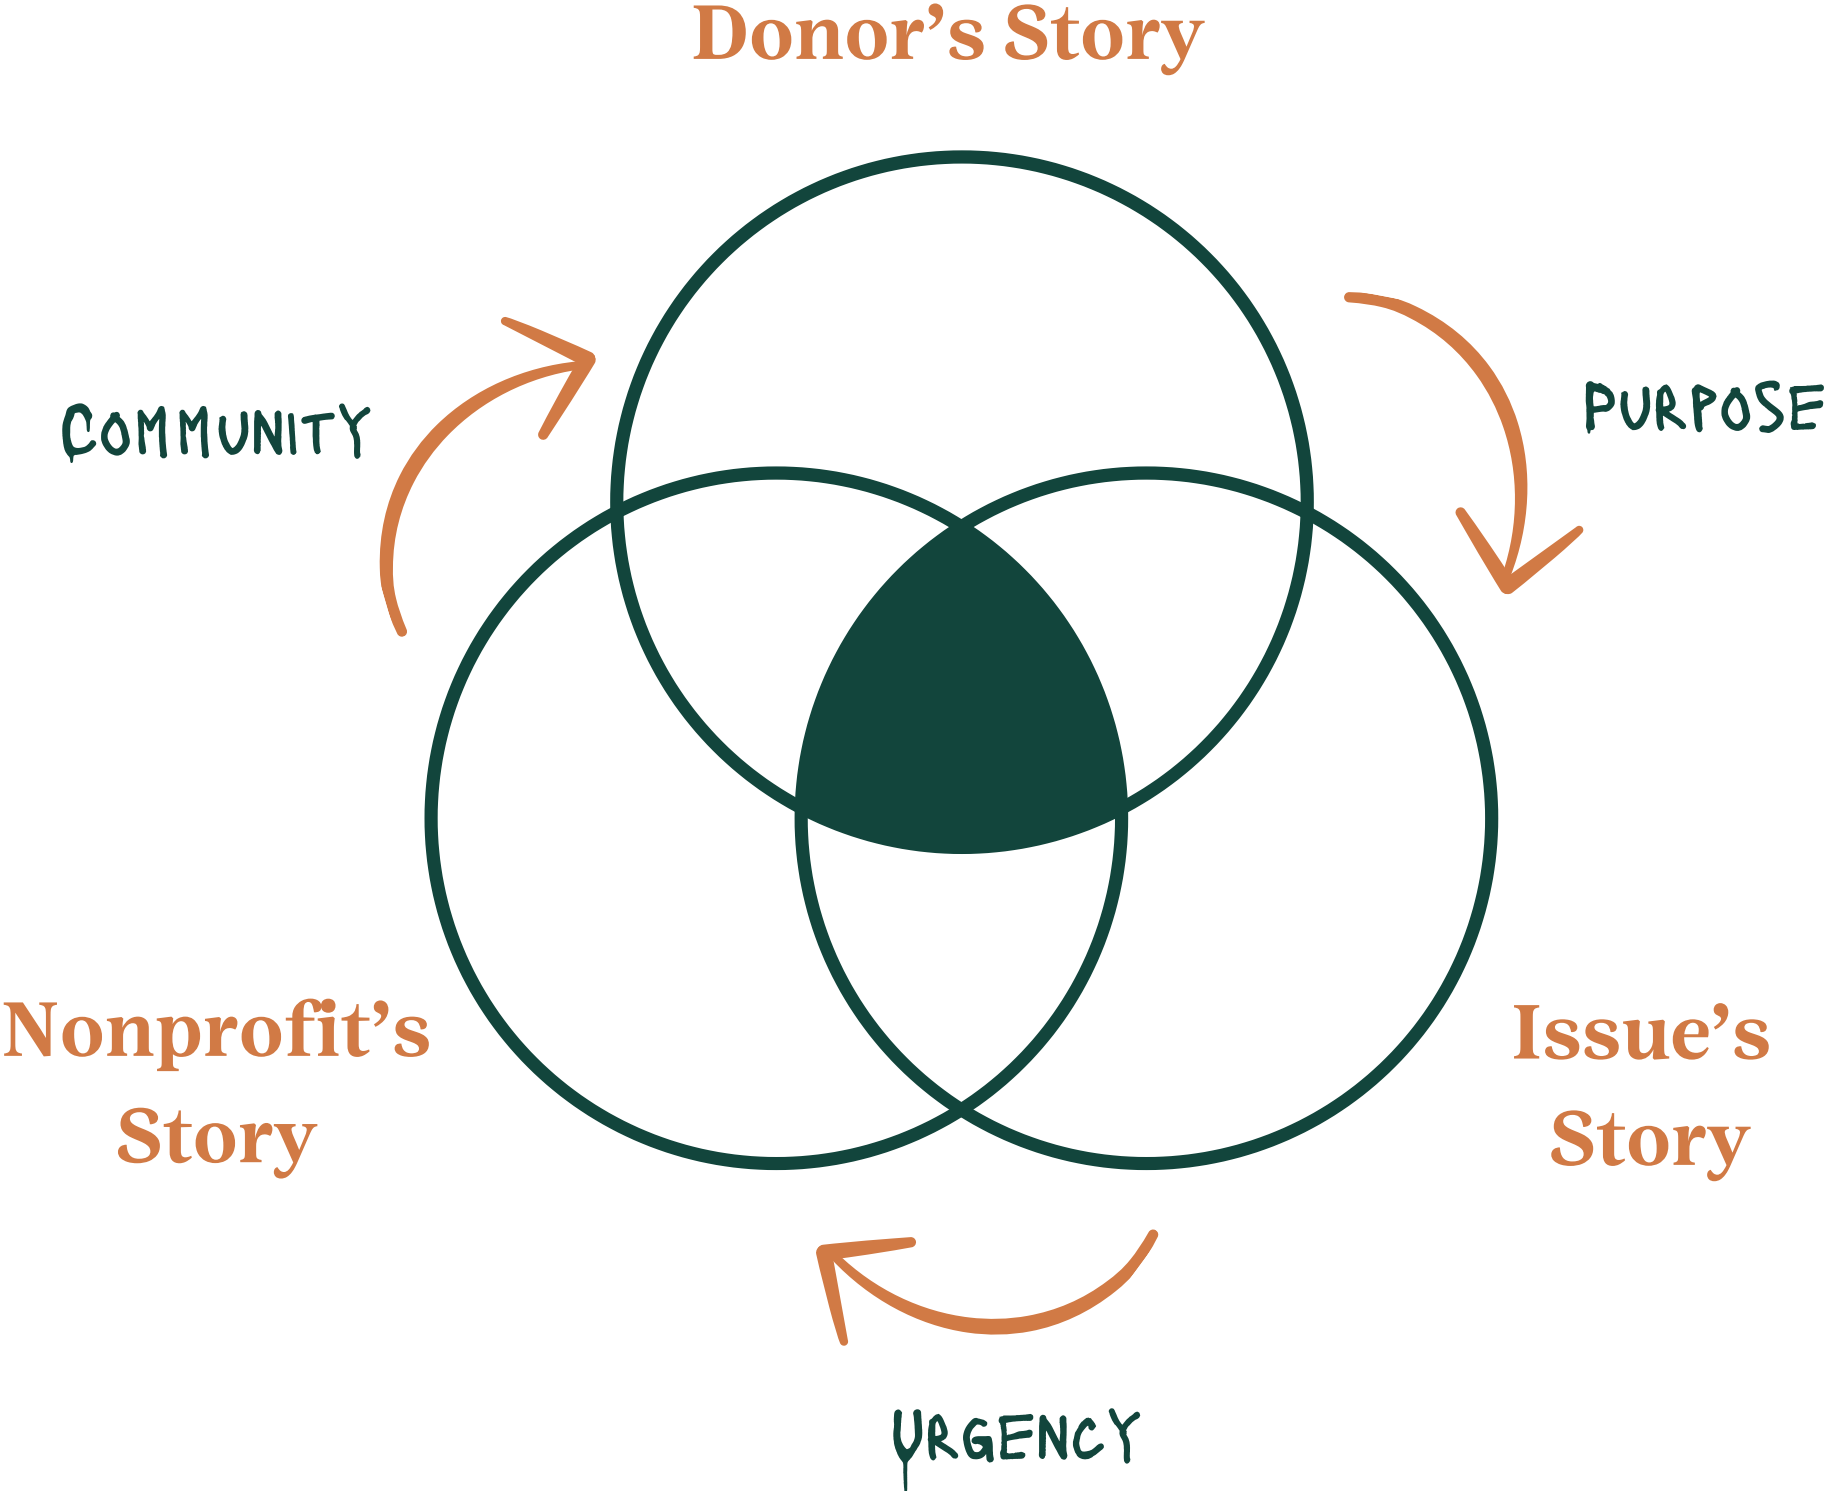 Donor’s Story
COMMUNITY
PURPOSE
Nonprofit’s
Story
Issue’s
Story
URGENCY